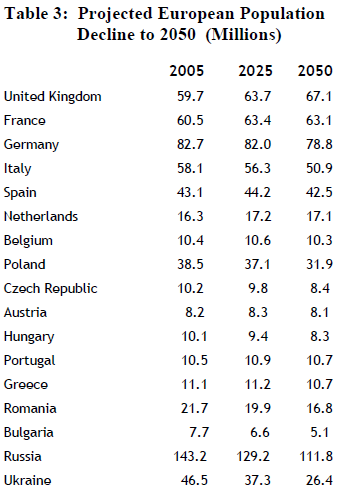 Table 3: Projected European Population
Decline to 2050 (Millions)
2005 2025 2050
United Kingdom 59.7 63.7 67.1
France 60.5 63.4 63.1
Germany 82.7 82.0 78.8
Italy 58.1 56.3 50.9
Spain 43.1 44.2 42.5
Netherlands 16.3 17.2 17.1
Belgium 10.4 10.6 10.3
Poland 38.5 37.1 31.9
Czech Republic 10.2 9.8 8.4
Austria 8.2 8.3 8.1
Hungary 10.1 9.4 8.3
Portugal 10.5 10.9 10.7
Greece 11.1 11.2 10.7
Romania 21.7 19.9 16.8
Bulgaria 7.7 6.6 5.1
Russia 143.2 129.2 111.8
Ukraine 46.5 37.3 26.4